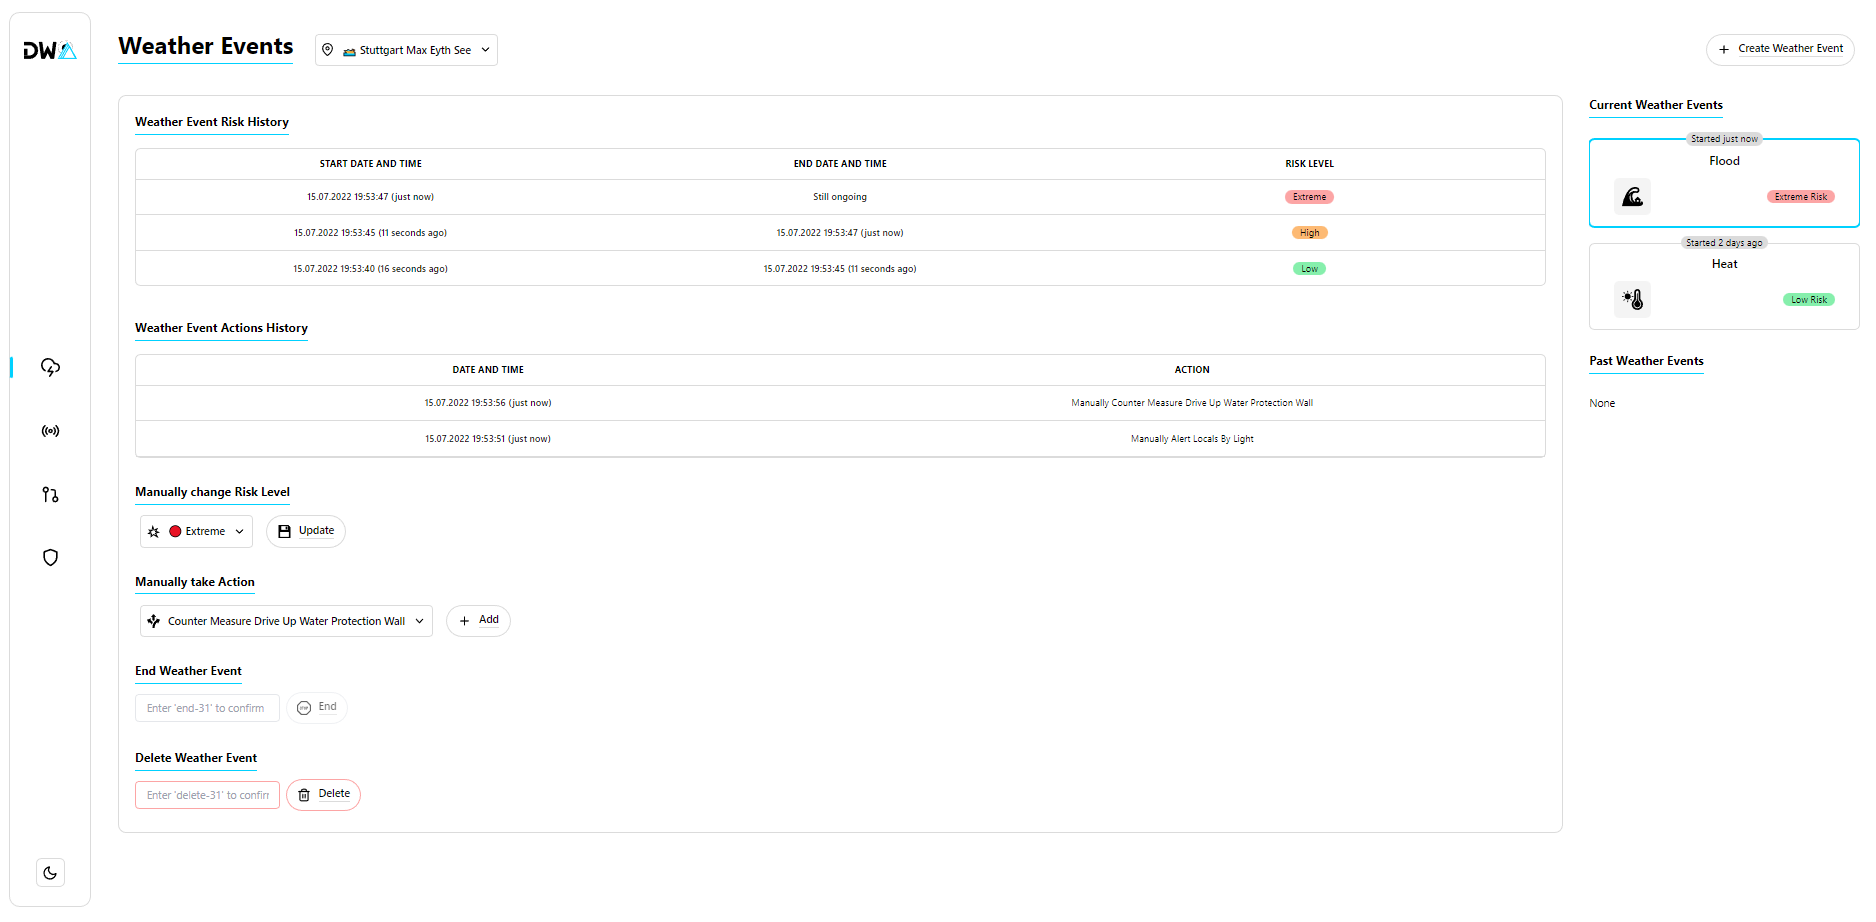 DWA
Weather Events
Stuttgart Max Eyth See
Create Weather Event
Weather Event Risk History
START DATE AND TIME END DATE AND TIME RISK LEVEL
15.07.2022 19:53:47 (just now) Still ongoing Extreme
15.07.2022 19:53:45 (11 seconds ago) 15.07.2022 19:53:47 (just now) High
15.07.2022 19:53:40 (16 seconds ago) 15.07.2022 19:53:45 (11 seconds ago) Low
Weather Event Actions History
DATE AND TIME ACTION
15.07.2022 19:53:56 (just now) Manually Counter Measure Drive Up Water Protection Wall
15.07.2022 19:53:51 (just now) Manually Alert Locals By Light
Manually change Risk Level
Extreme Update
Manually take Action
Counter Measure Drive Up Water Protection Wall Add
End Weather Event
Enter 'end-31' to confirm End
Delete Weather Event
Enter 'delete-31' to confirm Delete
Current Weather Events
Started just now
Flood
Extreme Risk
Started 2 days ago
Heat
Low Risk
Past Weather Events
None